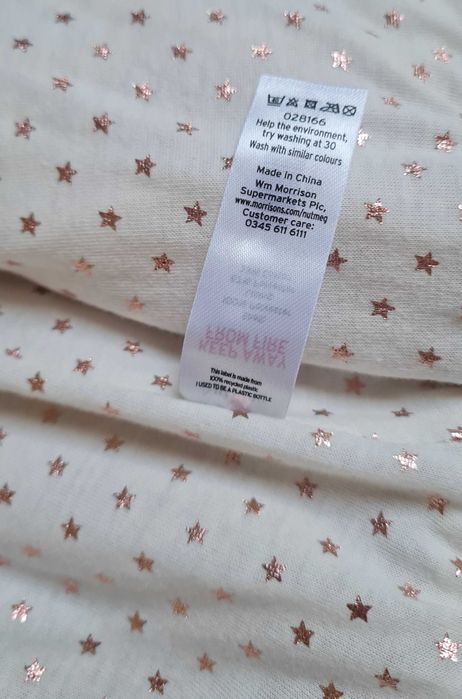 028166
Help the environment,
try washing at 30
Wash with similar colours
Made in China
Wm Morrison
Supermarkets Plc,
www.morrisons.com/nutmeg
Customer care:
0345 611 6111
KEEP AWAY
FROM FIRE
This label is made from
100% recycled plastic
I USED TO BE A PLASTIC BOTTLE